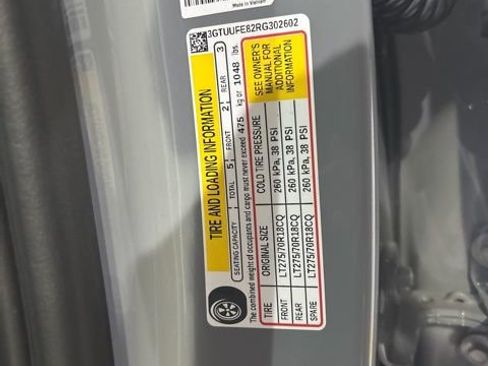 Made in Vietnam
3GTUUFE82RG302602
TIRE AND LOADING INFORMATION
SEATING CAPACITY TOTAL 5 FRONT 2 REAR 3
The combined weight of occupants and cargo must never exceed 475 kg or 1048 lbs.
TIRE ORIGINAL SIZE COLD TIRE PRESSURE
FRONT LT275/70R18CQ 260 kPa, 38 PSI
REAR LT275/70R18CQ 260 kPa, 38 PSI
SPARE LT275/70R18CQ 260 kPa, 38 PSI
SEE OWNER'S
MANUAL FOR
ADDITIONAL
INFORMATION